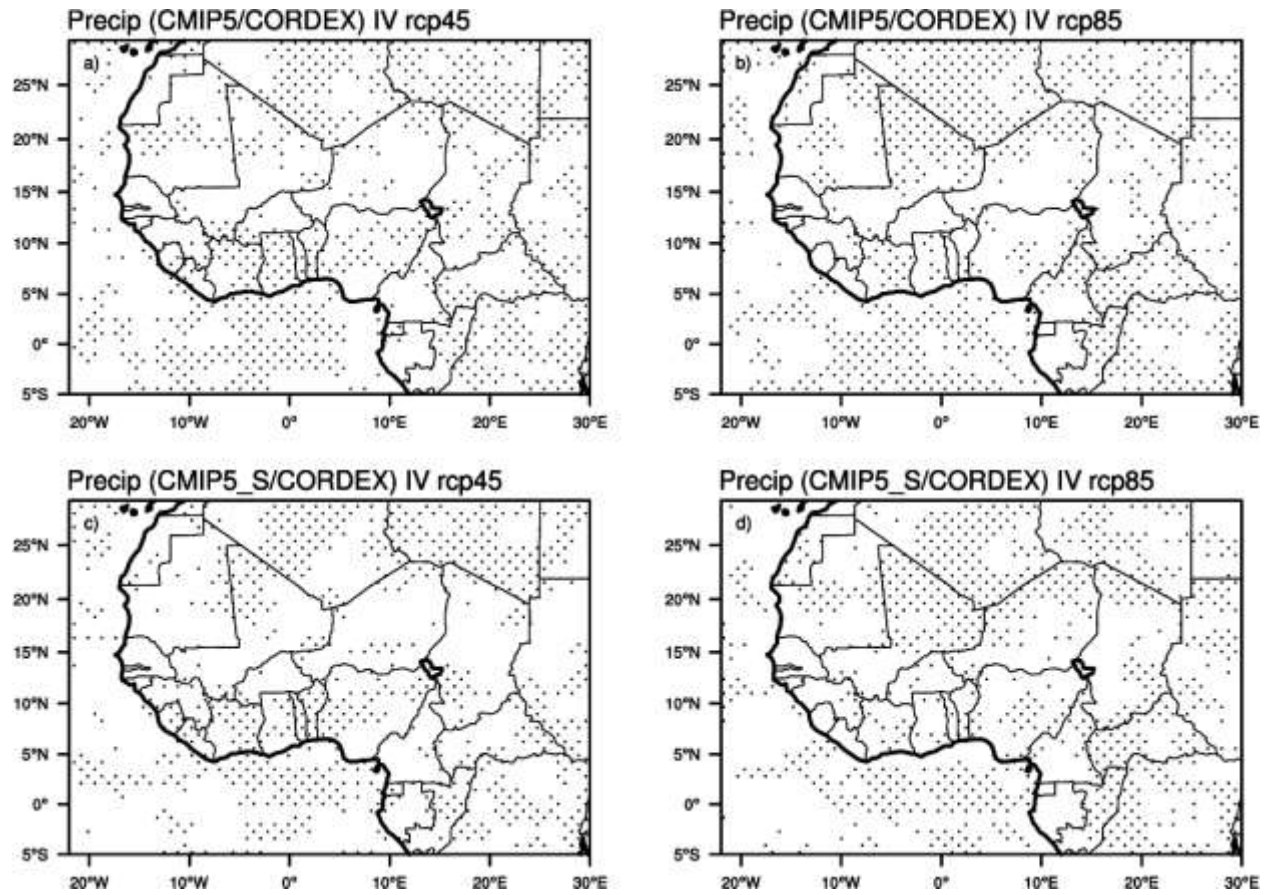 Precip (CMIP5/CORDEX) IV rcp45
a)
25°N
20°N
15°N
10°N
5°N
0°
5°S
20°W 10°W 0° 10°E 20°E 30°E
Precip (CMIP5/CORDEX) IV rcp85
b)
25°N
20°N
15°N
10°N
5°N
0°
5°S
20°W 10°W 0° 10°E 20°E 30°E
Precip (CMIP5_S/CORDEX) IV rcp45
c)
25°N
20°N
15°N
10°N
5°N
0°
5°S
20°W 10°W 0° 10°E 20°E 30°E
Precip (CMIP5_S/CORDEX) IV rcp85
d)
25°N
20°N
15°N
10°N
5°N
0°
5°S
20°W 10°W 0° 10°E 20°E 30°E